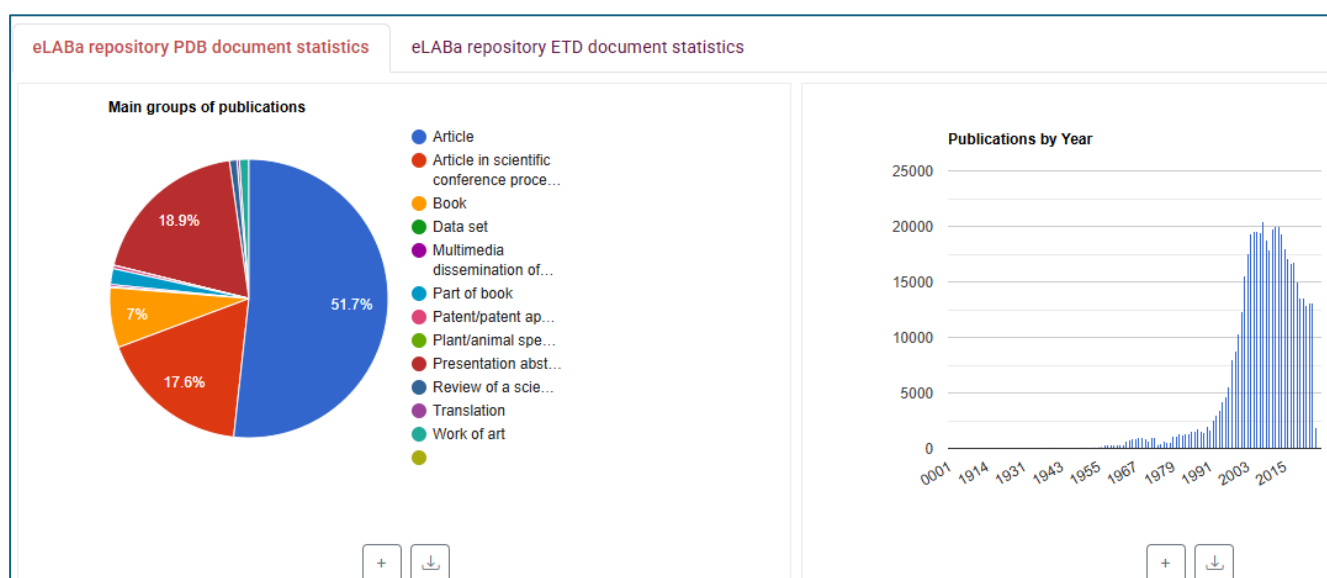 eLABa repository PDB document statistics
eLABa repository ETD document statistics
Main groups of publications
18.9%
51.7%
7%
17.6%
Article
Article in scientific
conference proce...
Book
Data set
Multimedia
dissemination of...
Part of book
Patent/patent ap...
Plant/animal spe...
Presentation abst...
Review of a scie...
Translation
Work of art
+
Publications by Year
25000
20000
15000
10000
5000
0
0001 1914 1931 1943 1955 1967 1979 1991 2003 2015
+